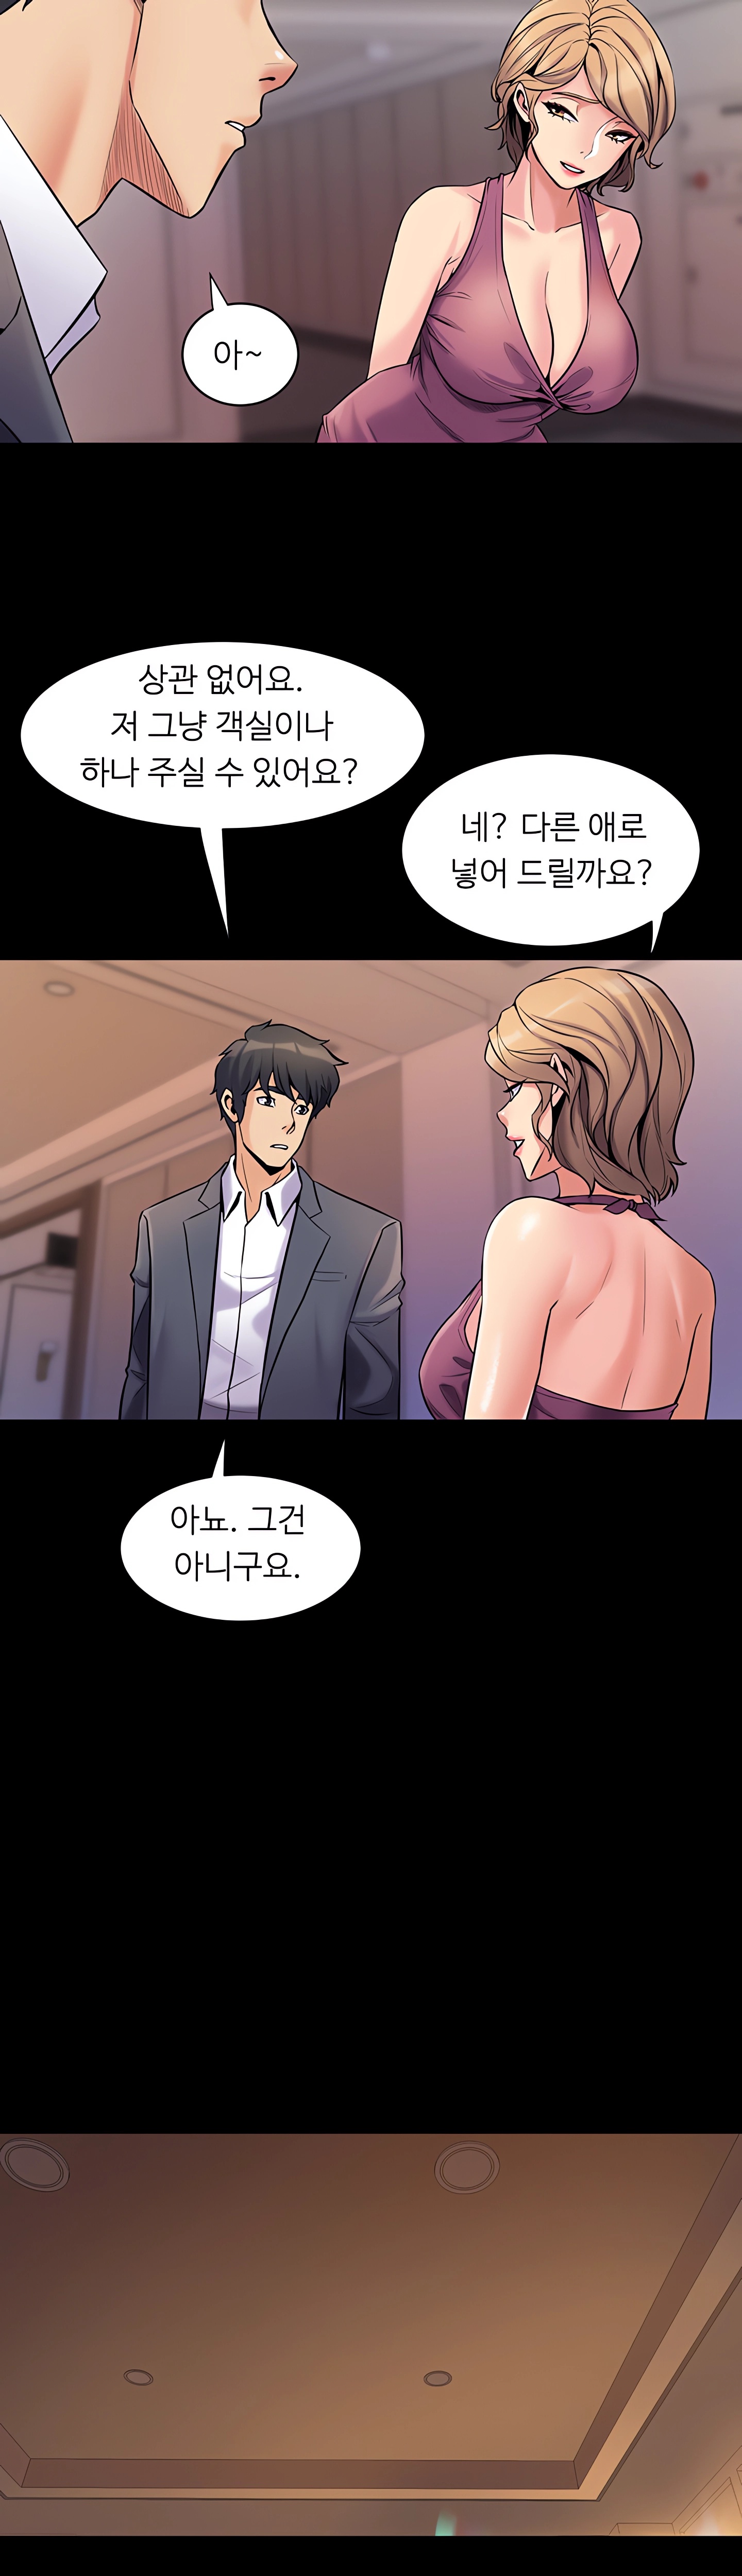 아~
상관 없어요.
저 그냥 객실이나
하나 주실 수 있어요?
네? 다른 애로
넣어 드릴까요?
아뇨. 그건
아니구요.